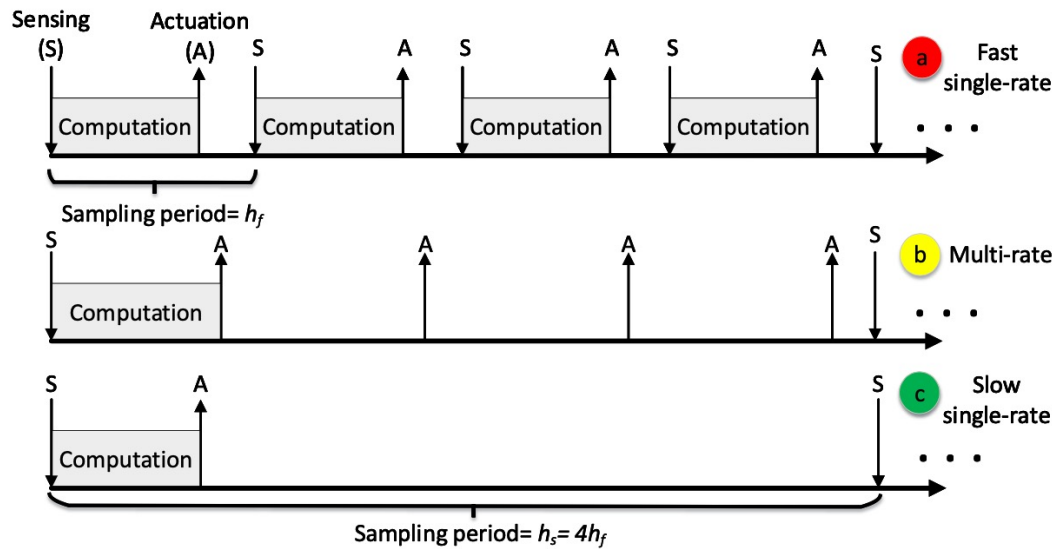 Sensing Actuation
(S) (A) S A S A S A S a Fast
single-rate
Computation Computation Computation Computation . . .
Sampling period= hf
S A A A A S b Multi-rate
Computation . . .
S A S c Slow
single-rate
Computation . . .
Sampling period= hs= 4hf